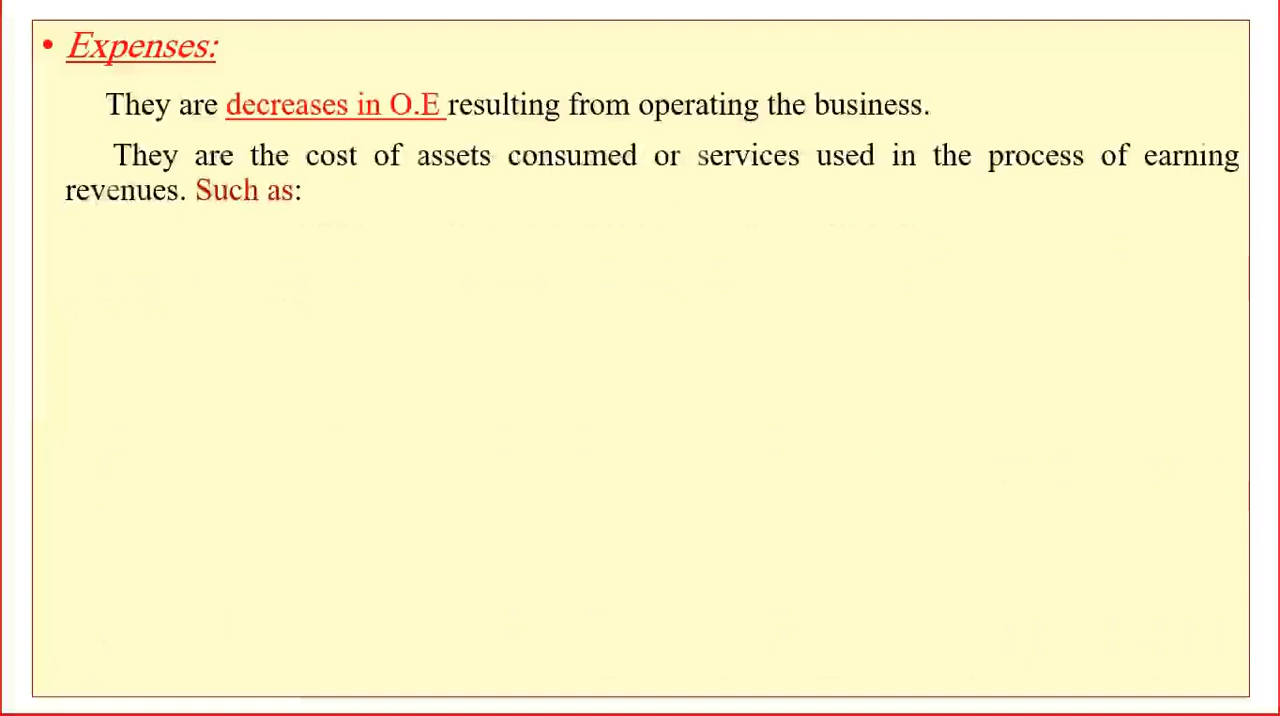 • Expenses:
They are decreases in O.E resulting from operating the business.
They are the cost of assets consumed or services used in the process of earning
revenues. Such as: